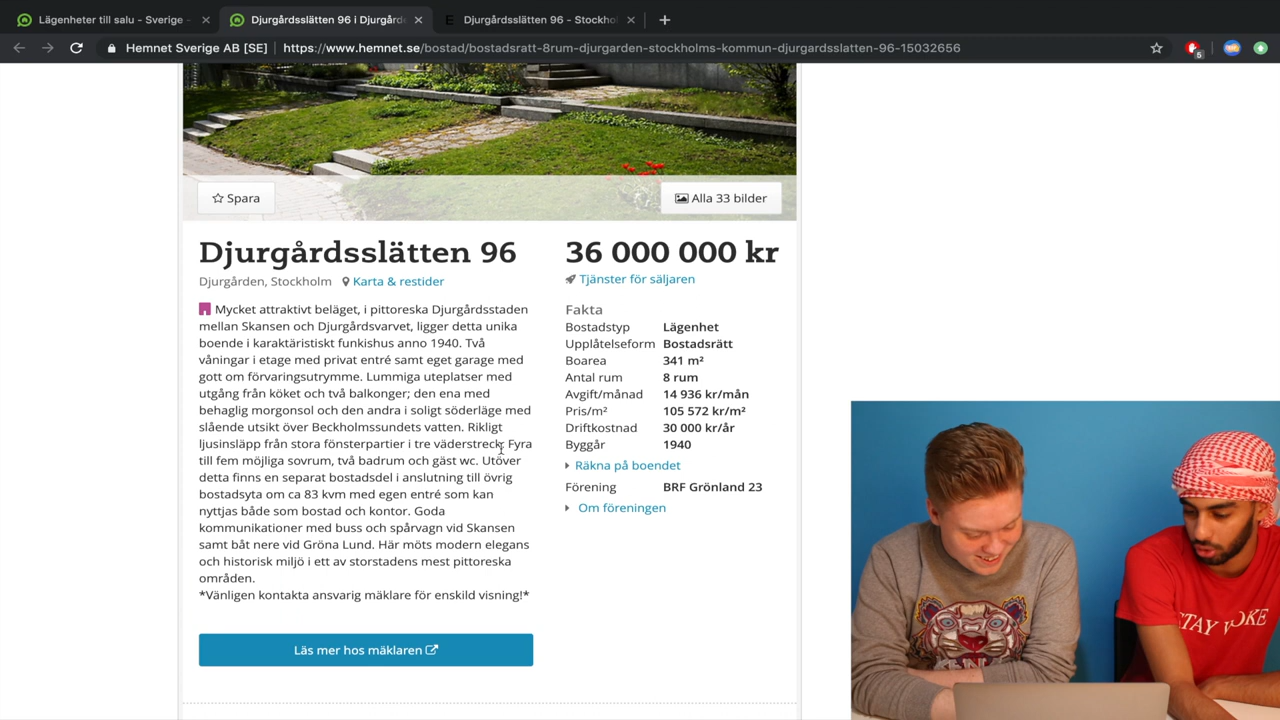 Lägenheter till salu - Sverige -
Djurgårdsslätten 96 i Djurgård
Djurgårdsslätten 96 - Stockhol
Hemnet Sverige AB [SE]
https://www.hemnet.se/bostad/bostadsratt-8rum-djurgarden-stockholms-kommun-djurgardsslatten-96-15032656
5
Spara
Alla 33 bilder
Djurgårdsslätten 96
Djurgården, Stockholm Karta & restider
Mycket attraktivt beläget, i pittoreska Djurgårdsstaden
mellan Skansen och Djurgårdsvarvet, ligger detta unika
boende i karaktäristiskt funkishus anno 1940. Två
våningar i etage med privat entré samt eget garage med
gott om förvaringsutrymme. Lummiga uteplatser med
utgång från köket och två balkonger; den ena med
behaglig morgonsol och den andra i soligt söderläge med
slående utsikt över Beckholmssundets vatten. Rikligt
ljusinsläpp från stora fönsterpartier i tre väderstreck. Fyra
till fem möjliga sovrum, två badrum och gäst wc. Utöver
detta finns en separat bostadsdel i anslutning till övrig
bostadsyta om ca 83 kvm med egen entré som kan
nyttjas både som bostad och kontor. Goda
kommunikationer med buss och spårvagn vid Skansen
samt båt nere vid Gröna Lund. Här möts modern elegans
och historisk miljö i ett av storstadens mest pittoreska
områden.
*Vänligen kontakta ansvarig mäklare för enskild visning!*
Läs mer hos mäklaren
36 000 000 kr
Tjänster för säljaren
Fakta
Bostadstyp Lägenhet
Upplåtelseform Bostadsrätt
Boarea 341 m²
Antal rum 8 rum
Avgift/månad 14 936 kr/mån
Pris/m² 105 572 kr/m²
Driftkostnad 30 000 kr/år
Byggår 1940
Räkna på boendet
Förening BRF Grönland 23
Om föreningen
STAY WOKE